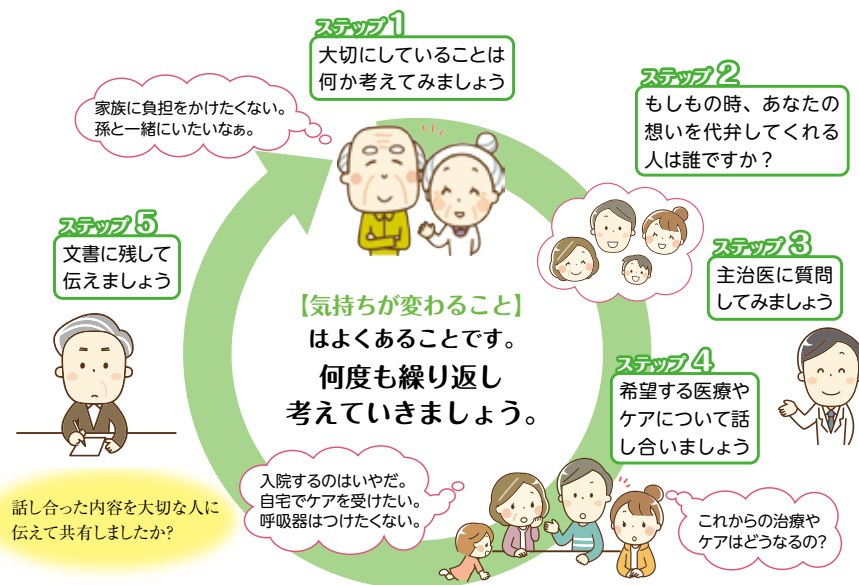 ステップ1
大切にしていることは
何か考えてみましょう
家族に負担をかけたくない。
孫と一緒にいたいなぁ。
ステップ2
もしもの時、あなたの
想いを代弁してくれる
人は誰ですか？
ステップ3
主治医に質問
してみましょう
ステップ4
希望する医療や
ケアについて話
し合いましょう
これからの治療や
ケアはどうなるの?
入院するのはいやだ。
自宅でケアを受けたい。
呼吸器はつけたくない。
ステップ5
文書に残して
伝えましょう
話し合った内容を大切な人に
伝えて共有しましたか?
【気持ちが変わること】
はよくあることです。
何度も繰り返し
考えていきましょう。